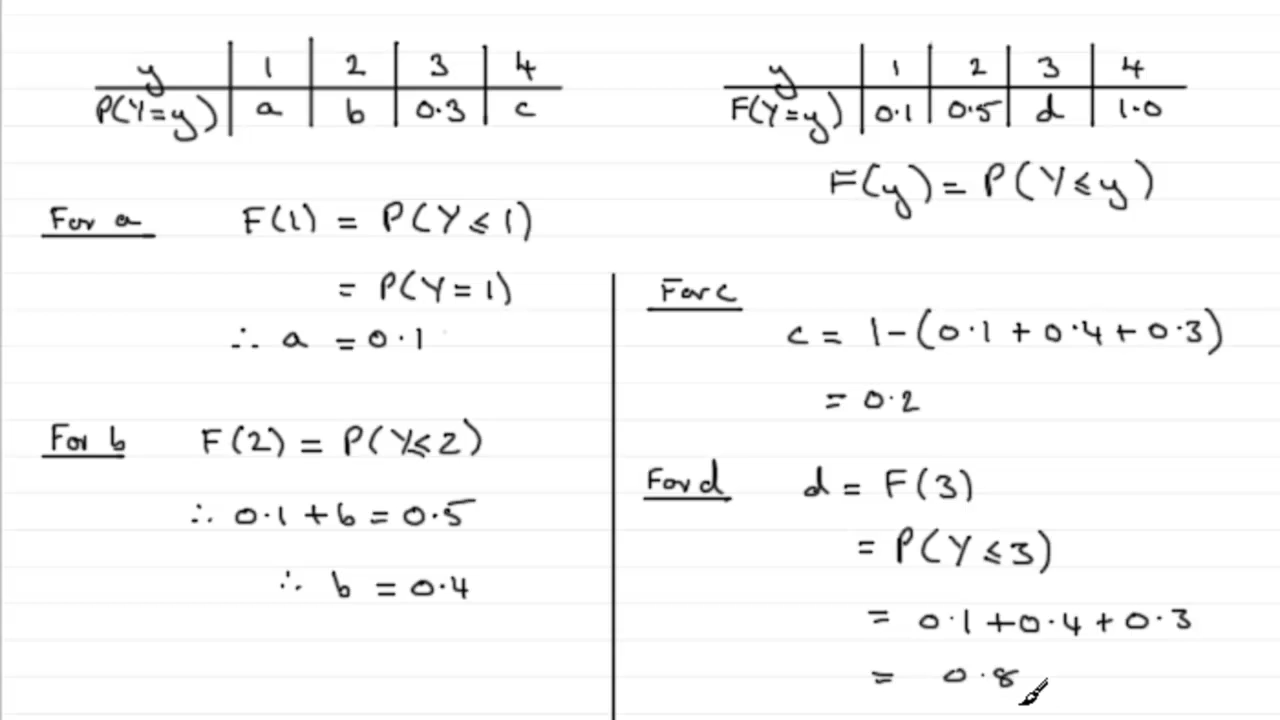 y | 1 | 2 | 3 | 4
P(Y=y) | a | b | 0·3 | c
y | 1 | 2 | 3 | 4
F(Y=y) | 0·1 | 0·5 | d | 1·0
F(y) = P(Y≤y)
For a F(1) = P(Y≤1)
= P(Y=1)
∴ a = 0·1
For b F(2) = P(Y≤2)
∴ 0·1 + b = 0·5
∴ b = 0·4
For c
c = 1-(0·1 + 0·4 + 0·3)
= 0·2
For d d = F(3)
= P(Y≤3)
= 0·1 + 0·4 + 0·3
= 0·8